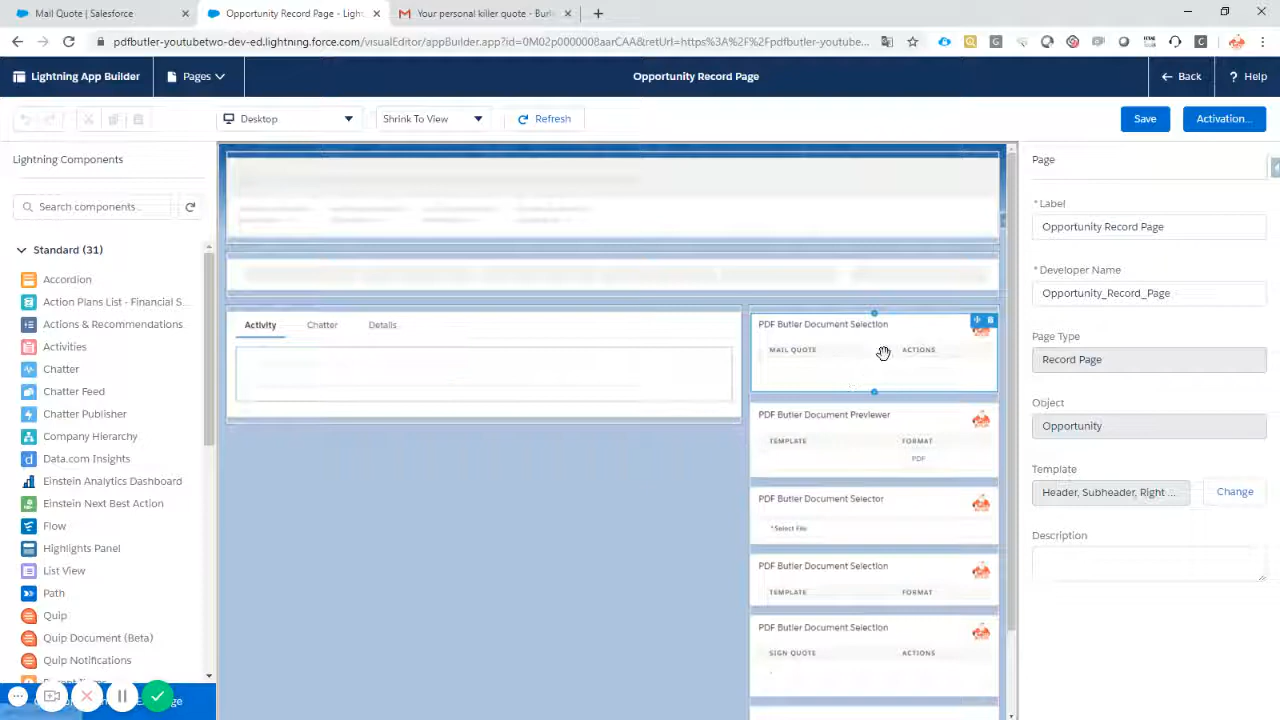 Mail Quote | Salesforce
Opportunity Record Page - Light
Your personal killer quote - Burl
pdfbutler-youtubetwo-dev-ed.lightning.force.com/visualEditor/appBuilder.app?id=0M02p0000008aarCAA&retUrl=https%3A%2F%2Fpdfbutler-youtube...
Lightning App Builder
Pages
Opportunity Record Page
Back
? Help
Desktop
Shrink To View
Refresh
Save
Activation...
Lightning Components
Search components...
Standard (31)
Accordion
Action Plans List - Financial S...
Actions & Recommendations
Activities
Chatter
Chatter Feed
Chatter Publisher
Company Hierarchy
Data.com Insights
Einstein Analytics Dashboard
Einstein Next Best Action
Flow
Highlights Panel
List View
Path
Quip
Quip Document (Beta)
Quip Notifications
Activity
Chatter
Details
PDF Butler Document Selection
MAIL QUOTE
ACTIONS
PDF Butler Document Previewer
TEMPLATE
FORMAT
PDF
PDF Butler Document Selector
*Select File
PDF Butler Document Selection
TEMPLATE
FORMAT
PDF Butler Document Selection
SIGN QUOTE
ACTIONS
Page
*Label
Opportunity Record Page
*Developer Name
Opportunity_Record_Page
Page Type
Record Page
Object
Opportunity
Template
Header, Subheader, Right ...
Change
Description